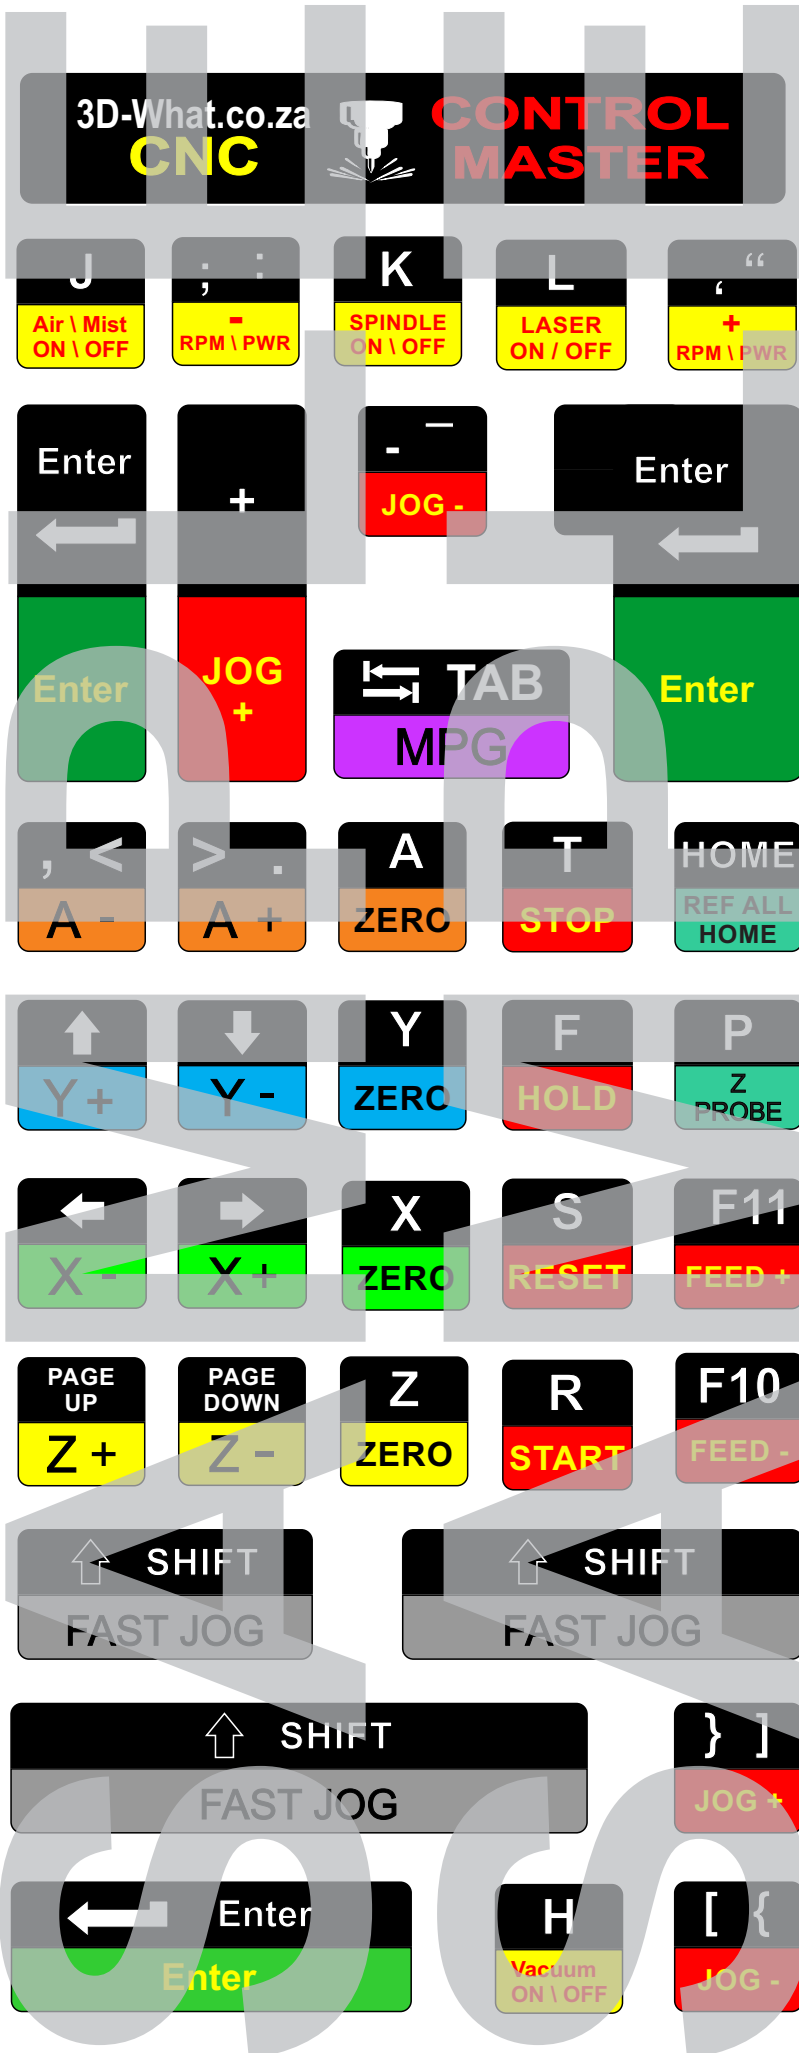 3D-What.co.za
CNC
CONTROL
MASTER
J
Air \ Mist
ON \ OFF
; :
-
RPM \ PWR
K
SPINDLE
ON \ OFF
L
LASER
ON / OFF
‘ “
+
RPM \ PWR
Enter
Enter
+
JOG
+
- —
JOG -
Enter
Enter
TAB
MPG
, <
A -
> .
A +
A
ZERO
T
STOP
HOME
REF ALL
HOME
Y +
Y -
Y
ZERO
F
HOLD
P
Z
PROBE
X -
X +
X
ZERO
S
RESET
F11
FEED +
PAGE
UP
Z +
PAGE
DOWN
Z -
Z
ZERO
R
START
F10
FEED -
SHIFT
FAST JOG
SHIFT
FAST JOG
SHIFT
FAST JOG
} ]
JOG +
Enter
Enter
H
Vacuum
ON \ OFF
[ {
JOG -